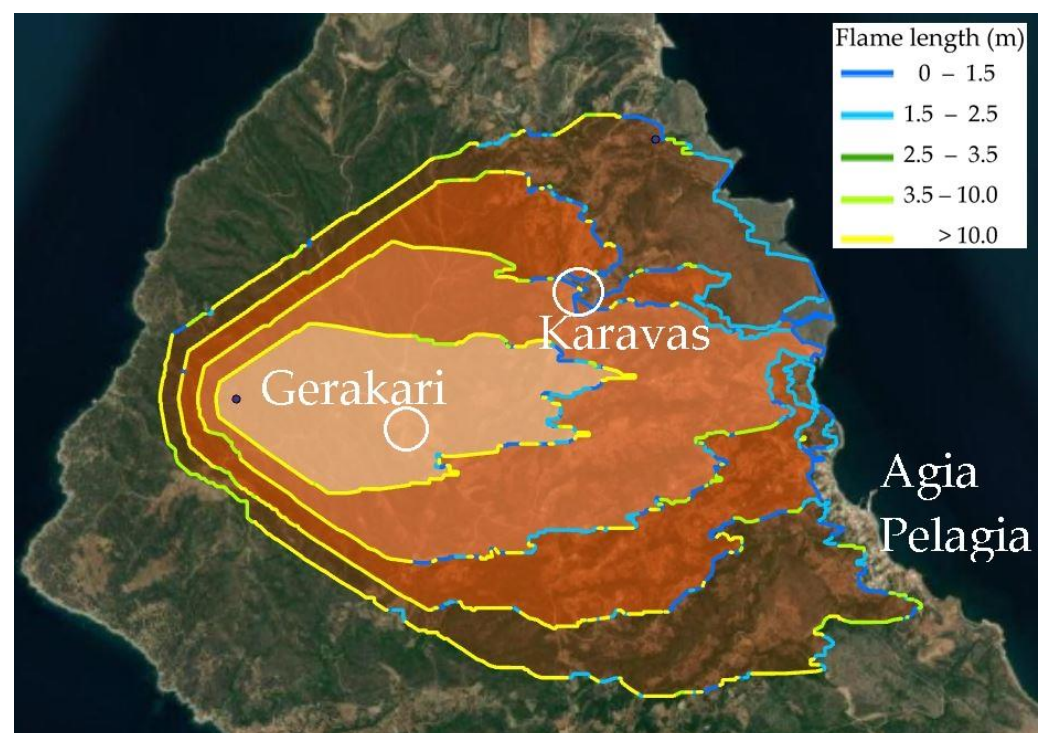 Flame length (m)
0 – 1.5
1.5 – 2.5
2.5 – 3.5
3.5 – 10.0
> 10.0
Karavas
Gerakari
Agia
Pelagia